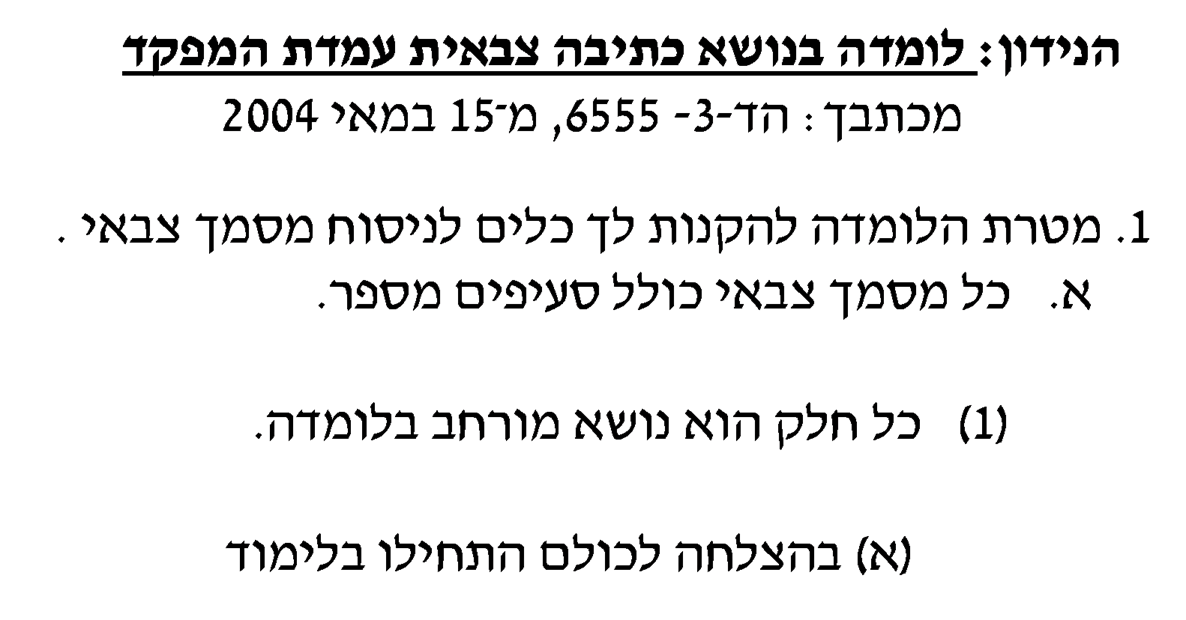 הנידון: לומדה בנושא כתיבה צבאית עמדת המפקד
מכתבך : הד-3- 6555, מ־15 במאי 2004
1. מטרת הלומדה להקנות לך כלים לניסוח מסמך צבאי .
א. כל מסמך צבאי כולל סעיפים מספר.
(1) כל חלק הוא נושא מורחב בלומדה.
(א) בהצלחה לכולם התחילו בלימוד